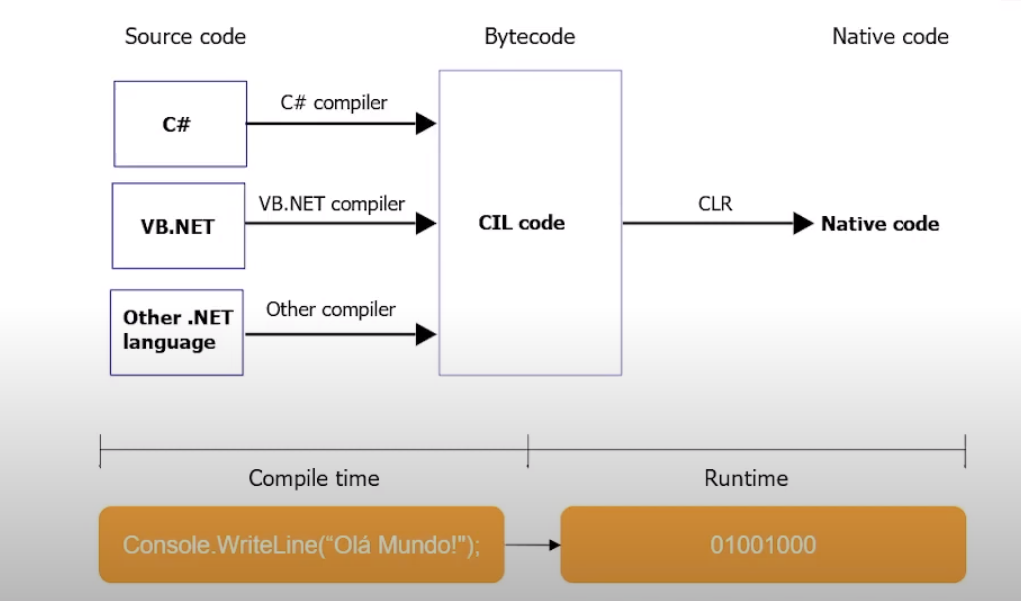 Source code
Bytecode
Native code
C#
C# compiler
VB.NET
VB.NET compiler
CIL code
CLR
Native code
Other .NET
language
Other compiler
Compile time
Runtime
Console.WriteLine(“Olá Mundo!");
01001000